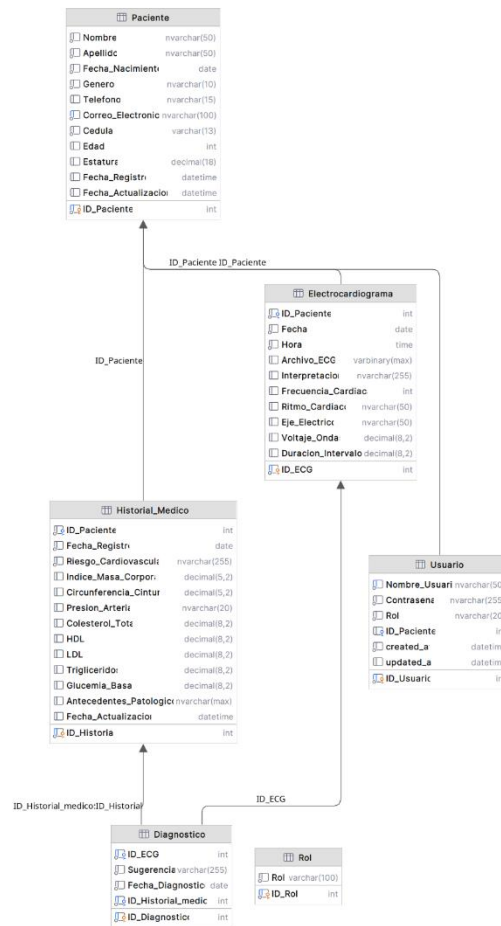 Paciente
Nombre nvarchar(50)
Apellido nvarchar(50)
Fecha_Nacimient date
Genero nvarchar(10)
Telefono nvarchar(15)
Correo_Electronic nvarchar(100)
Cedula varchar(13)
Edad int
Estatura decimal(18)
Fecha_Registr datetime
Fecha_Actualizacion datetime
ID_Paciente int
ID_Paciente ID_Paciente
Electrocardiograma
ID_Paciente int
Fecha date
Hora time
Archivo_ECG varbinary(max)
Interpretacion nvarchar(255)
Frecuencia_Cardiac int
Ritmo_Cardiac nvarchar(50)
Eje_Electric nvarchar(50)
Voltaje_Onda decimal(8,2)
Duracion_Intervalo decimal(8,2)
ID_ECG int
ID_Paciente
Historial_Medico
ID_Paciente int
Fecha_Registr date
Riesgo_Cardiovascula nvarchar(255)
Indice_Masa_Corpora decimal(5,2)
Circunferencia_Cintur decimal(5,2)
Presion_Arteria nvarchar(20)
Colesterol_Tota decimal(8,2)
HDL decimal(8,2)
LDL decimal(8,2)
Trigliceridos decimal(8,2)
Glucemia_Basa decimal(8,2)
Antecedentes_Patologico nvarchar(max)
Fecha_Actualizacion datetime
ID_Historia int
Usuario
Nombre_Usuari nvarchar(50
Contrasena nvarchar(255
Rol nvarchar(20
ID_Paciente in
created_a datetim
updated_a datetim
ID_Usuaric in
ID_Historial_medico:ID_Historial
ID_ECG
Diagnostico
ID_ECG int
Sugerencia varchar(255)
Fecha_Diagnostic date
ID_Historial_medic int
ID_Diagnostico int
Rol
Rol varchar(100)
ID_Rol int